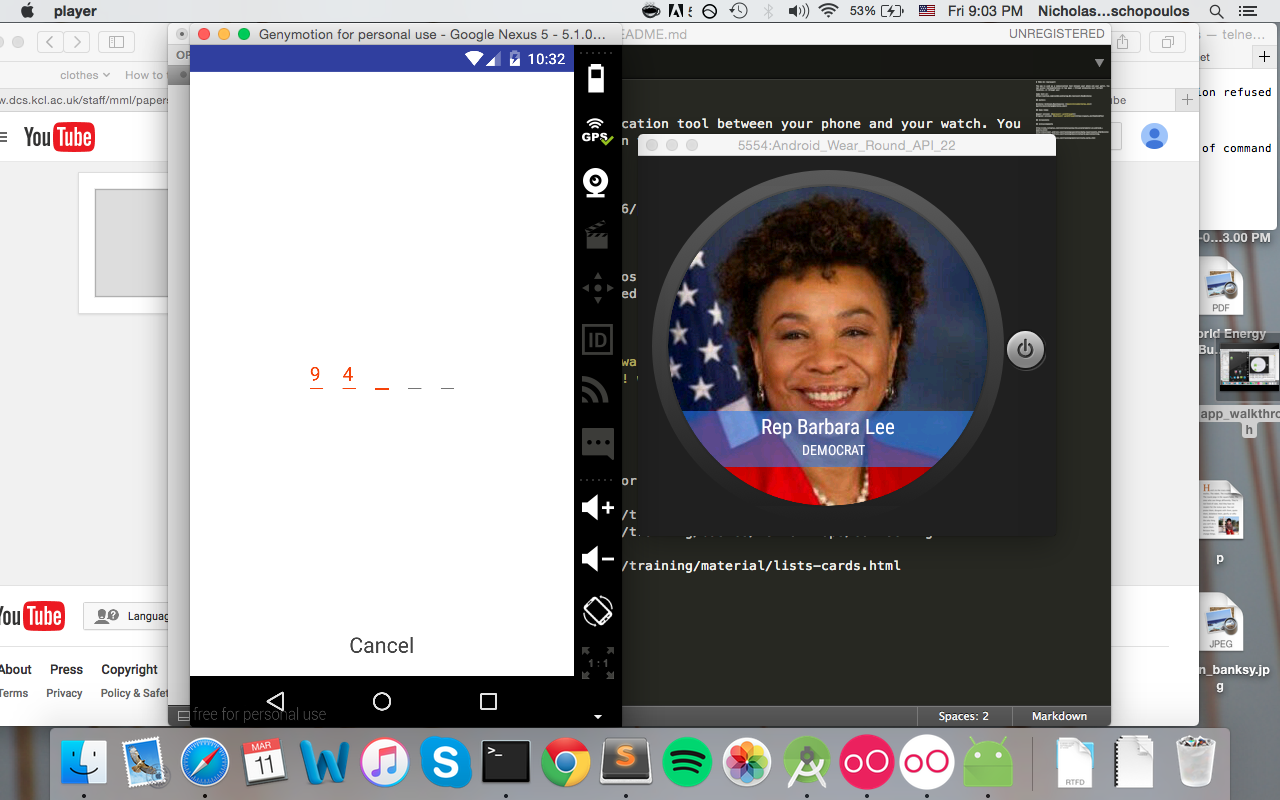 player
5
53%
Fri 9:03 PM
Nicholas...schopoulos
Genymotion for personal use - Google Nexus 5 - 5.1.0...
EADME.md
UNREGISTERED
— telne...
OP
et
clothes
How to
10:32
w.dcs.kcl.ac.uk/staff/mml/papers
be
ion refused
YouTube
GPS
cation tool between your phone and your watch. You
n
5554:Android_Wear_Round_API_22
of command
6/
-0...3.00 PM
os
ed
PDF
orld Energy
Bu...
ID
wa
!
9 4 _ _ _
app_walkthro
h
Rep Barbara Lee
DEMOCRAT
or
/t
/t
/training/material/lists-cards.html
p
YouTube
Languag
Cancel
1:1
JPEG
About
Press
Copyright
n_banksy.jp
g
Terms
Privacy
Policy & Safet
free for personal use
Spaces: 2
Markdown
MAR
11
W
S
>_
S
RTFD